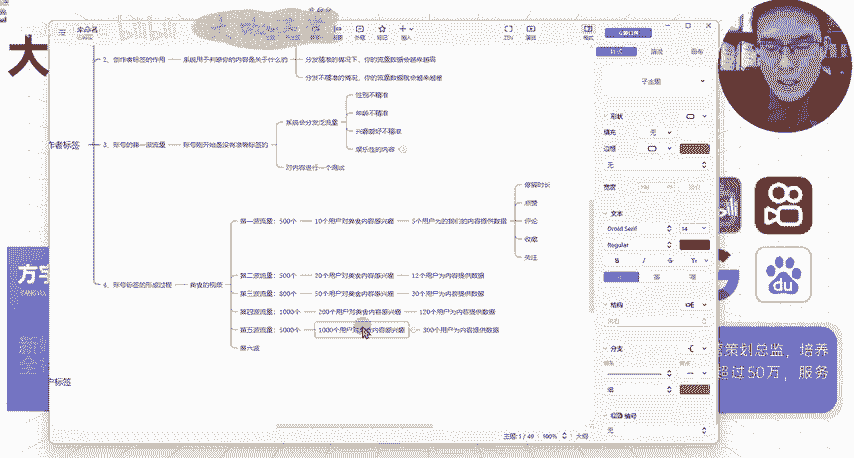 大
未命名
bilibili
2、创作者标签的作用
系统用于判断你的内容是关于什么的
分发精准的情况下，你的流量数据会越来越高
分发不精准的情况，你的流量数据就会越来越差
作者标签
3、账号的第一波流量
账号刚开始是没有准确标签的
系统会分发泛流量
性别不精准
年龄不精准
兴趣爱好不精准
娱乐性的内容
对内容进行一个测试
4、账号标签的形成过程
美食的视频
第一波流量：500个
10个用户对美食内容感兴趣
5个用户为的我们的内容提供数据
停留时长
点赞
评论
收藏
关注
第二波流量：500个
20个用户对美食内容感兴趣
12个用户为内容提供数据
第三波流量：800个
50个用户对美食内容感兴趣
30个用户为内容提供数据
第四波流量：1000个
200个用户对美食内容感兴趣
120个用户为内容提供数据
第五波流量：5000个
1000个用户对美食内容感兴趣
300个用户为内容提供数据
第六波
户标签
样式
画布
子主题
形状
填充
无
边框
无
宽度
文本
Droid Serif
14
Regular
结构
分支
编号
无
主题：1 / 49
100%
大纲
方
管策划总监，培养
超过50万，服务